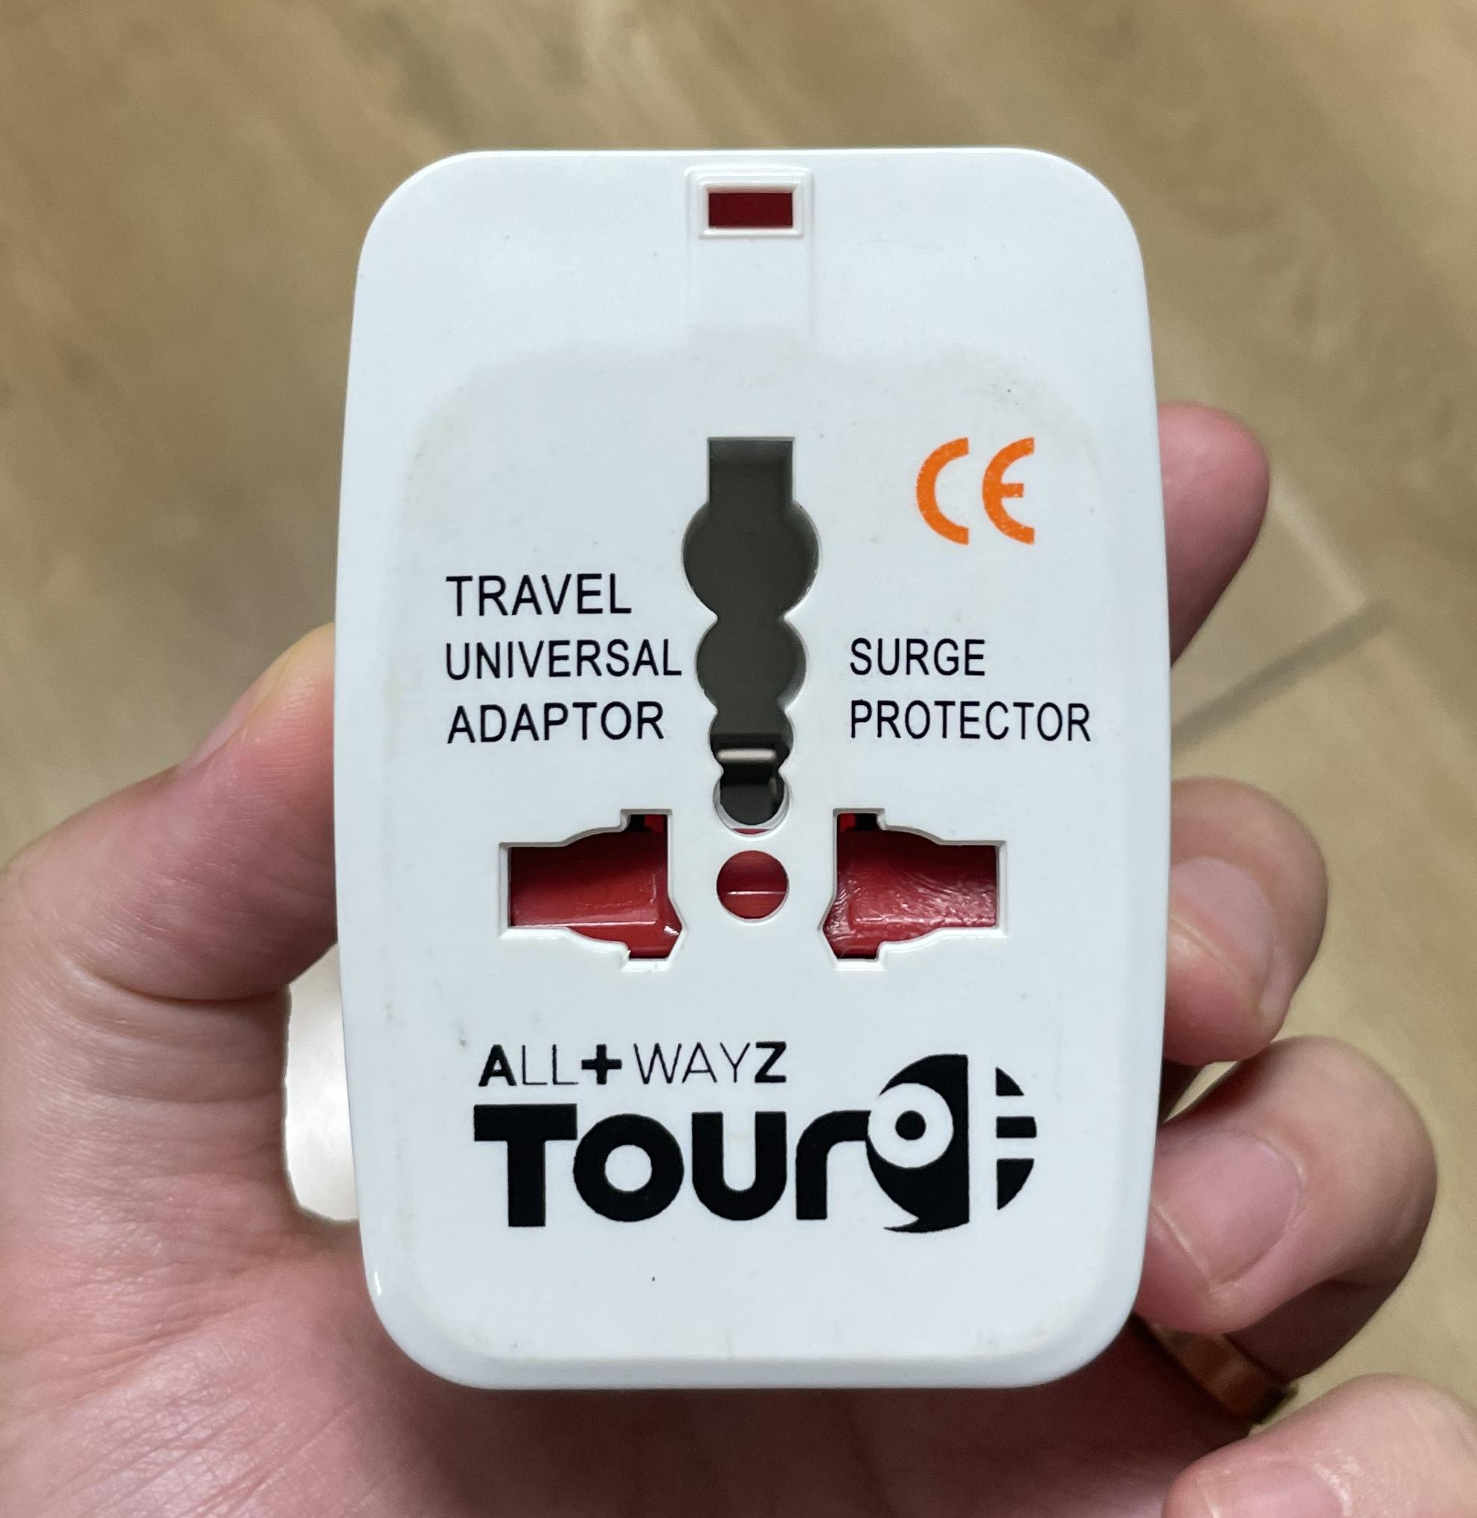 CE
TRAVEL
UNIVERSAL
ADAPTOR
SURGE
PROTECTOR
ALL+WAYZ
Tour